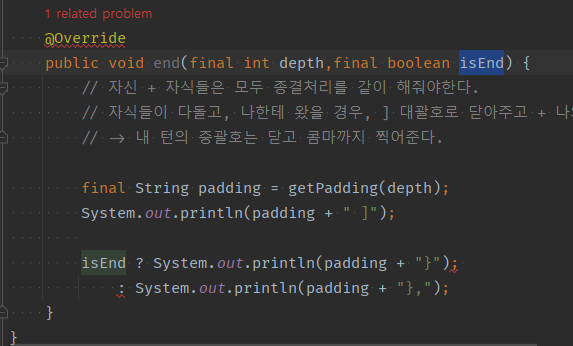 1 related problem
@Override
public void end(final int depth,final boolean isEnd) {
// 자신 + 자식들은 모두 종결처리를 같이 해줘야한다.
// 자식들이 다돌고, 나한테 왔을 경우, ] 대괄호로 닫아주고 +
// -> 내 턴의 중괄호는 닫고 콤마까지 찍어준다.
final String padding = getPadding(depth);
System.out.println(padding + " ]");
isEnd ? System.out.println(padding + "}");
: System.out.println(padding + "},");
}
}